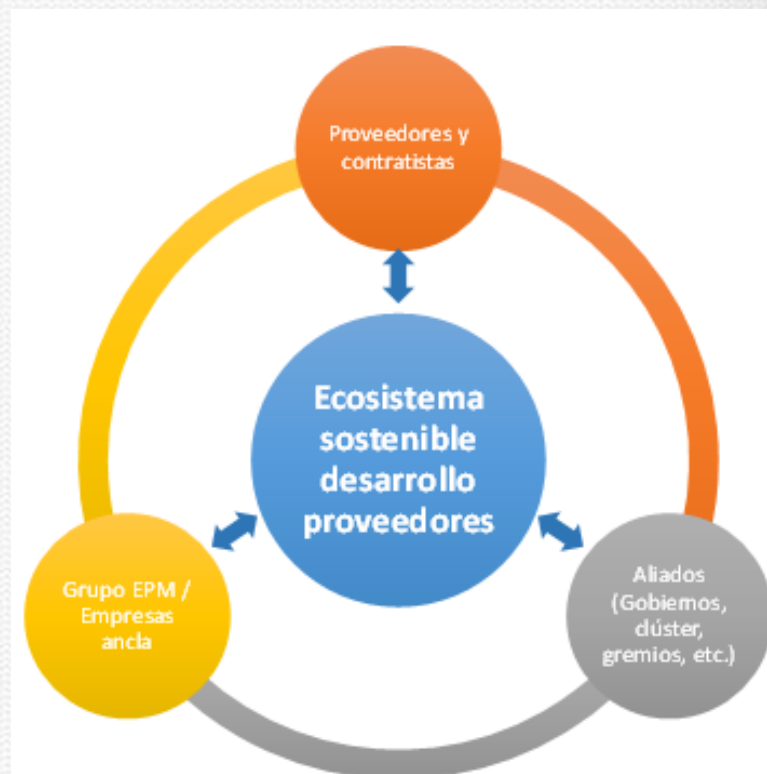 Proveedores y
contratistas
Ecosistema
sostenible
desarrollo
proveedores
Grupo EPM /
Empresas
ancla
Aliados
(Gobiernos,
clúster,
gremios, etc.)